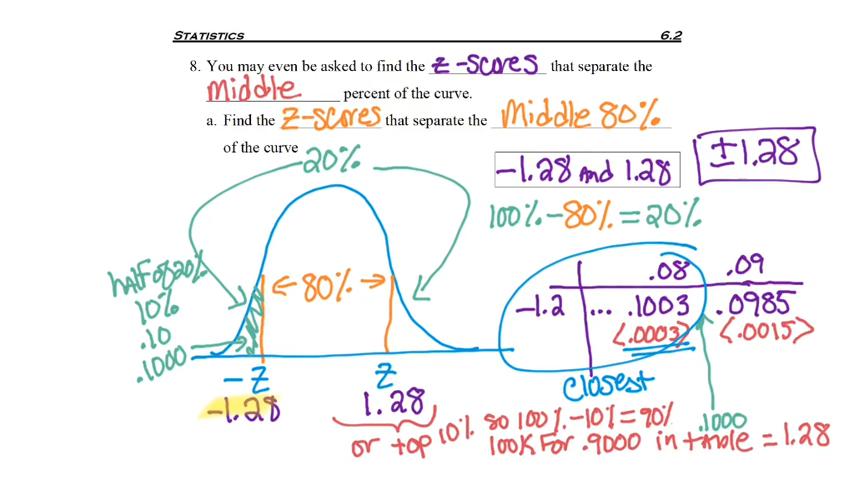 STATISTICS 6.2
8. You may even be asked to find the z-scores that separate the
middle percent of the curve.
a. Find the z-scores that separate the Middle 80%
of the curve
-1.28 and 1.28
±1.28
20%
100% - 80% = 20%
half of 20%
10%
.10
.1000
← 80% →
.08 .09
-1.2 ... .1003 .0985
<.0003> <.0015>
closest
.1000
-z z
-1.28 1.28
or top 10% so 100% - 10% = 90%
look for .9000 in table = 1.28